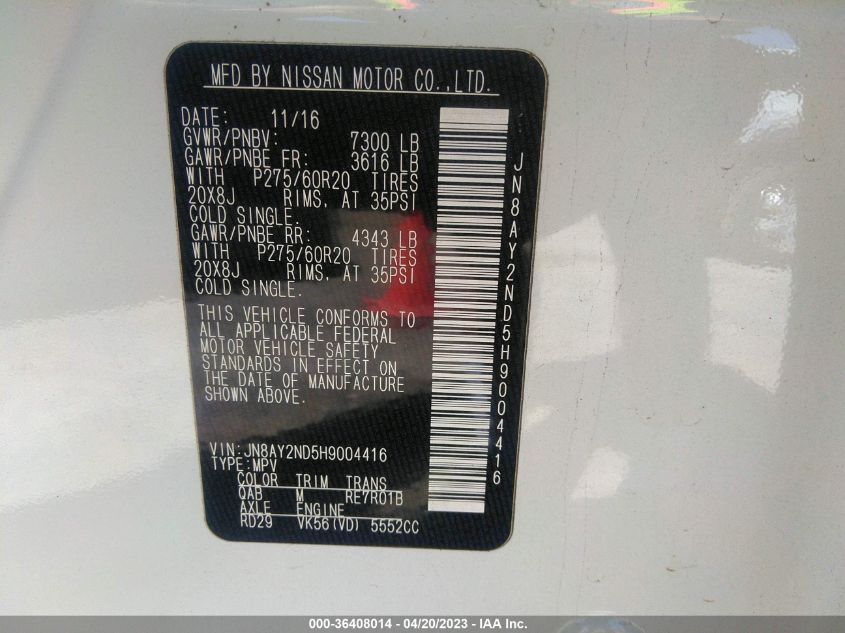 MFD BY NISSAN MOTOR CO.,LTD.
DATE: 11/16
GVWR/PNBV: 7300 LB
GAWR/PNBE FR: 3616 LB
WITH P275/60R20 TIRES
20X8J RIMS, AT 35PSI
COLD SINGLE.
GAWR/PNBE RR: 4343 LB
WITH P275/60R20 TIRES
20X8J RIMS, AT 35PSI
COLD SINGLE.
THIS VEHICLE CONFORMS TO
ALL APPLICABLE FEDERAL
MOTOR VEHICLE SAFETY
STANDARDS IN EFFECT ON
THE DATE OF MANUFACTURE
SHOWN ABOVE.
VIN:JN8AY2ND5H9004416
TYPE:MPV
COLOR TRIM TRANS
QAB M RE7R01B
AXLE ENGINE
RD29 VK56(VD) 5552CC
JN8AY2ND5H9004416
000-36408014 - 04/20/2023 - IAA Inc.